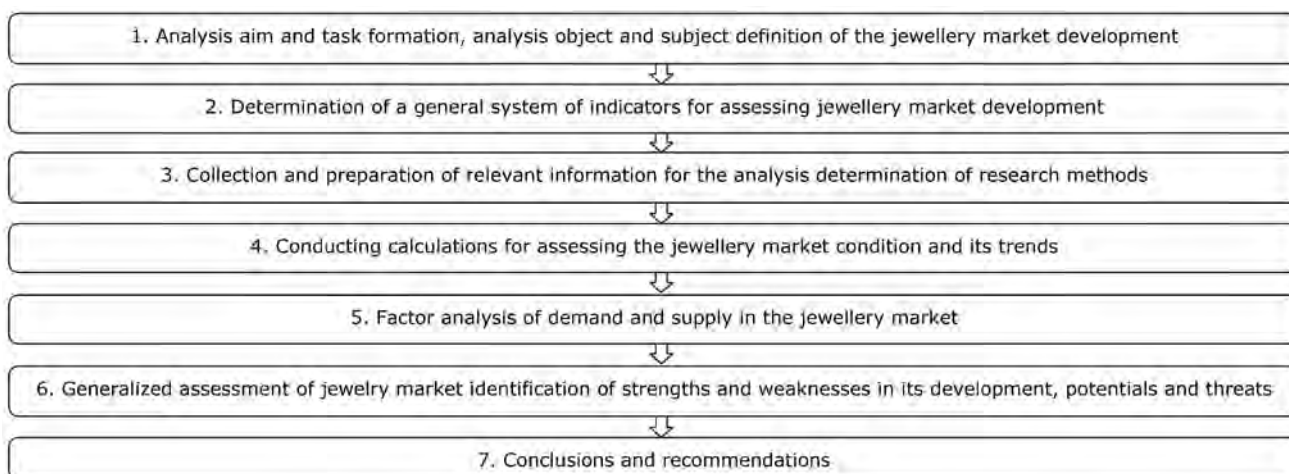 1. Analysis aim and task formation, analysis object and subject definition of the jewellery market development
2. Determination of a general system of indicators for assessing jewellery market development
3. Collection and preparation of relevant information for the analysis determination of research methods
4. Conducting calculations for assessing the jewellery market condition and its trends
5. Factor analysis of demand and supply in the jewellery market
6. Generalized assessment of jewelry market identification of strengths and weaknesses in its development, potentials and threats
7. Conclusions and recommendations